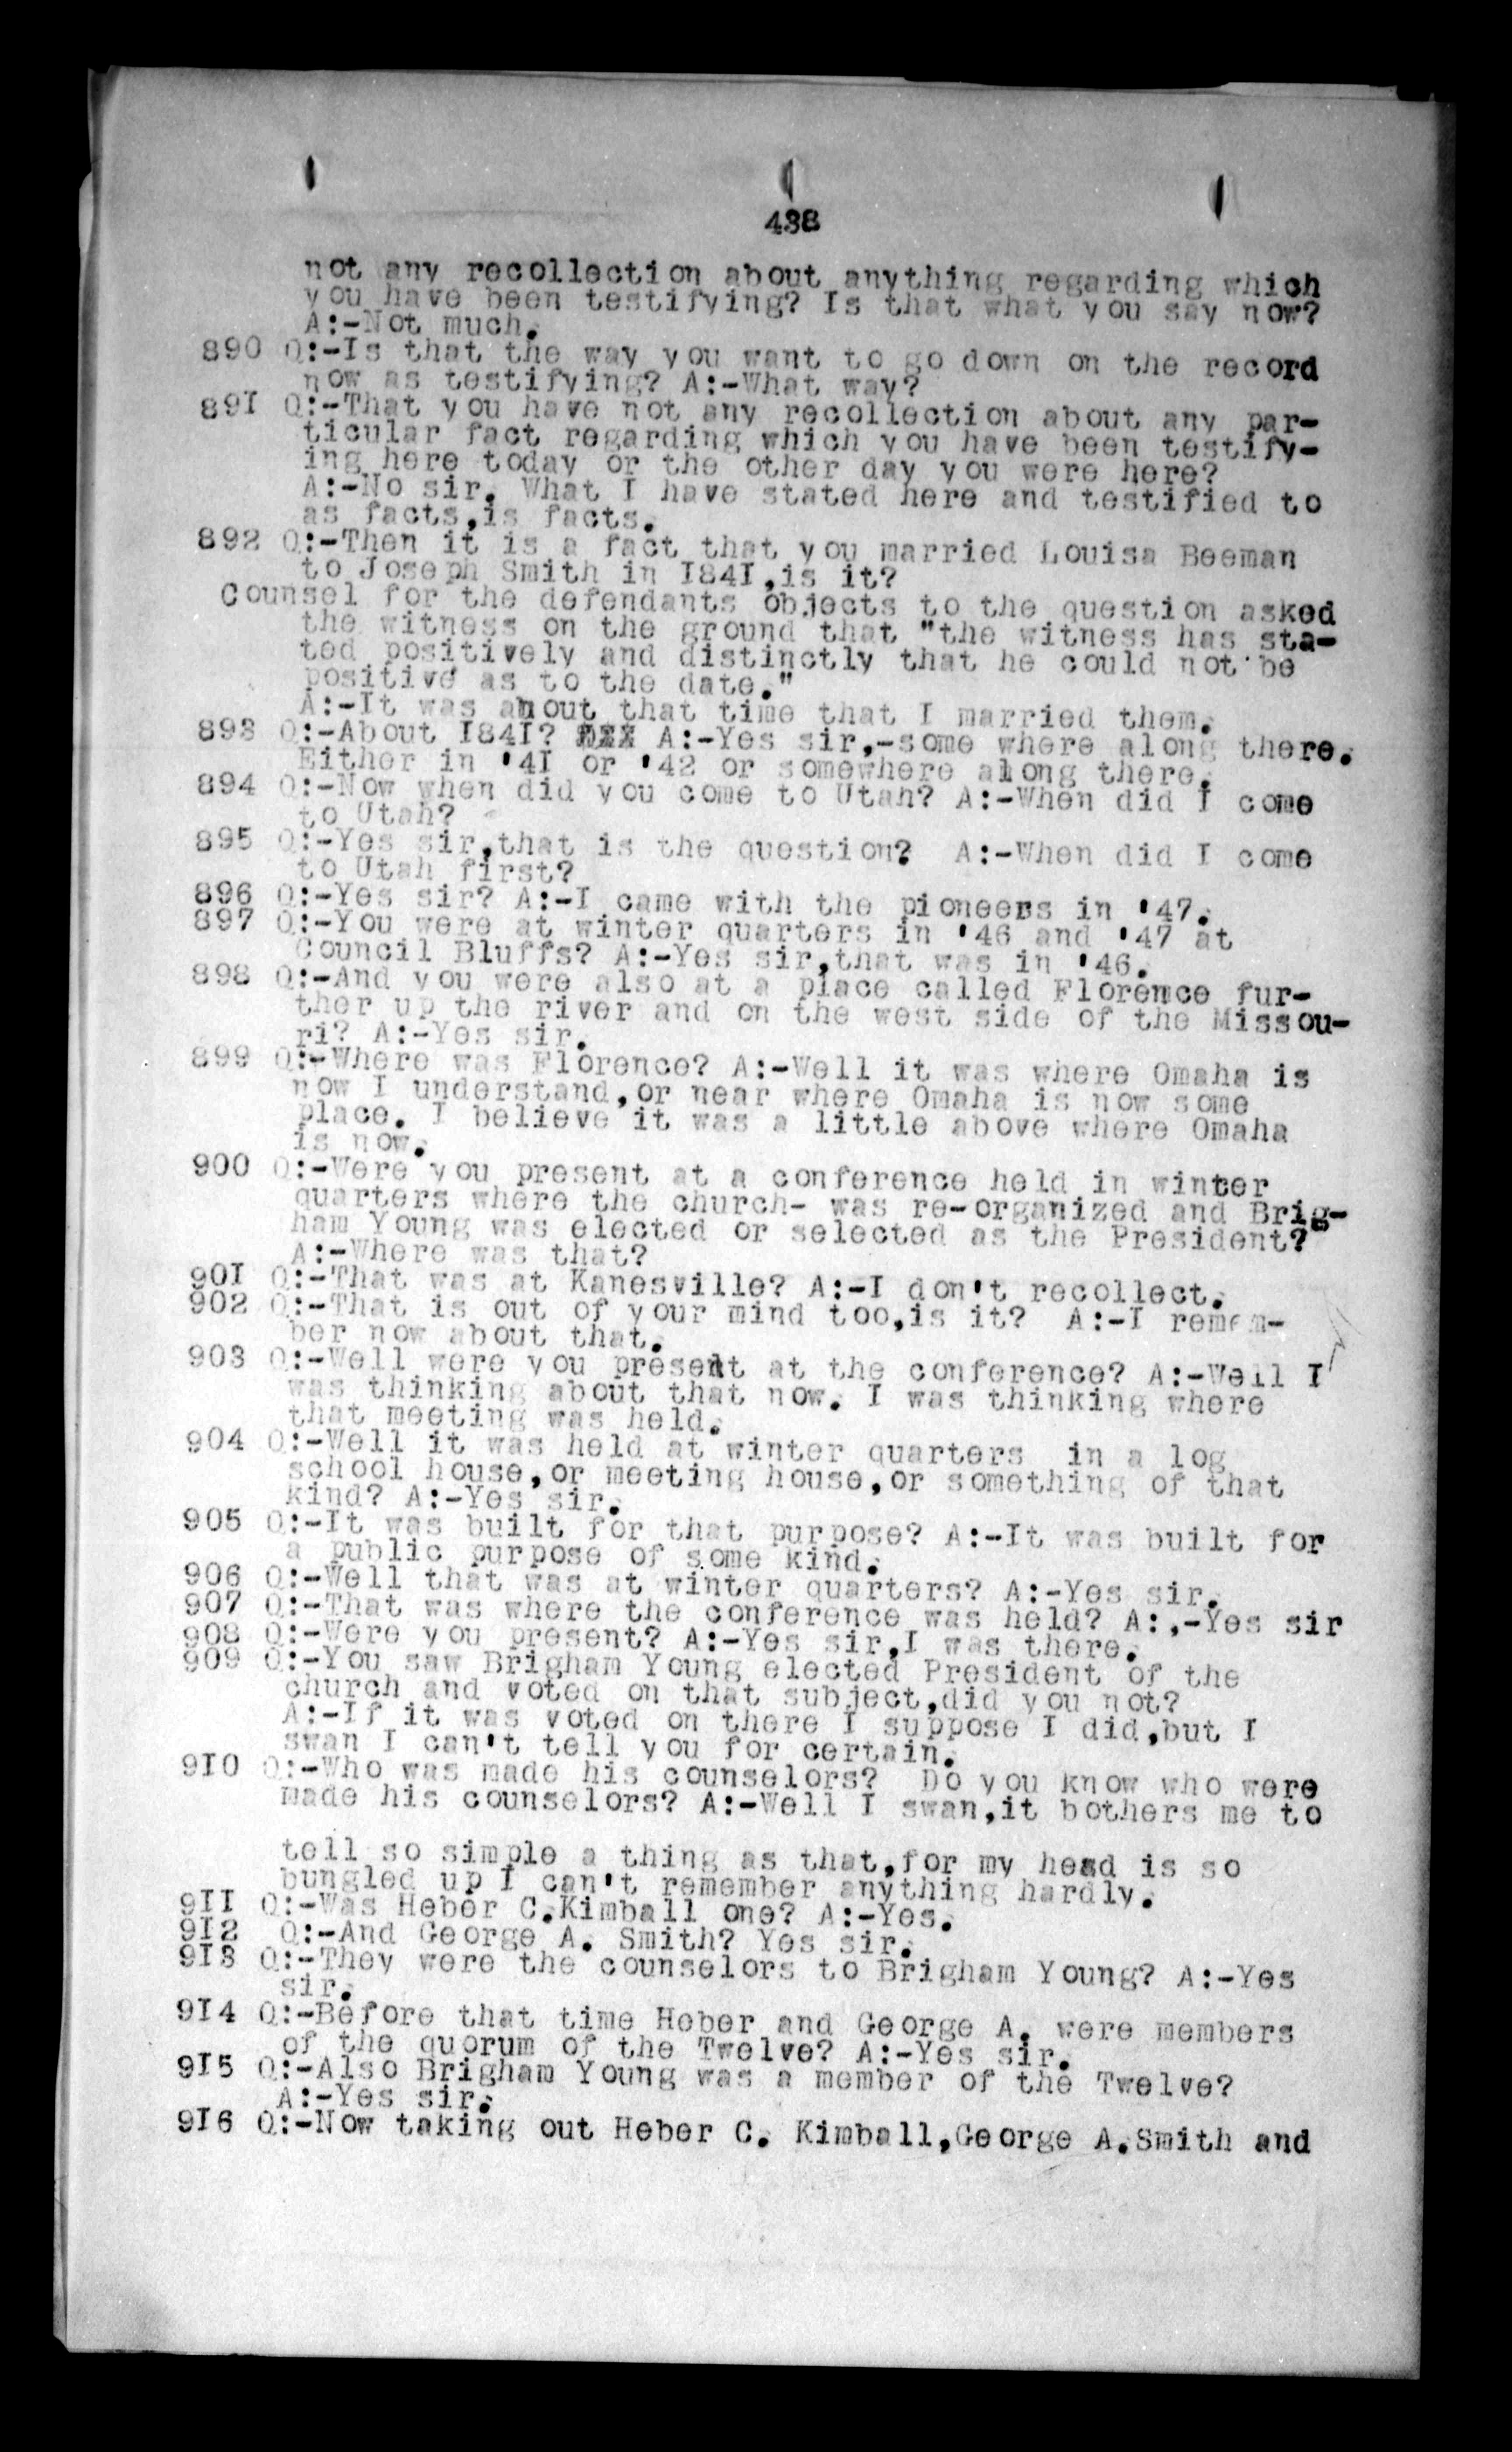 438
not any recollection about anything regarding which
you have been testifying? Is that what you say now?
A:-Not much.
890 Q:-Is that the way you want to go down on the record
now as testifying? A:-What way?
891 Q:-That you have not any recollection about any par-
ticular fact regarding which you have been testify-
ing here today or the other day you were here?
A:-No sir. What I have stated here and testified to
as facts,is facts.
892 Q:-Then it is a fact that you married Louisa Beeman
to Joseph Smith in I84I,is it?
Counsel for the defendants objects to the question asked
the witness on the ground that "the witness has sta-
ted positively and distinctly that he could not be
positive as to the date."
A:-It was about that time that I married them.
893 Q:-About I84I? A:-Yes sir,-some where along there.
Either in '4I or '42 or somewhere along there.
894 Q:-Now when did you come to Utah? A:-When did I come
to Utah?
895 Q:-Yes sir,that is the question? A:-When did I come
to Utah first?
896 Q:-Yes sir? A:-I came with the pioneers in '47.
897 Q:-You were at winter quarters in '46 and '47 at
Council Bluffs? A:-Yes sir,that was in '46.
898 Q:-And you were also at a place called Florence fur-
ther up the river and on the west side of the Missou-
ri? A:-Yes sir.
899 Q:-Where was Florence? A:-Well it was where Omaha is
now I understand,or near where Omaha is now some
place. I believe it was a little above where Omaha
is now.
900 Q:-Were you present at a conference held in winter
quarters where the church- was re-organized and Brig-
ham Young was elected or selected as the President?
A:-Where was that?
90I Q:-That was at Kanesville? A:-I don't recollect.
902 Q:-That is out of your mind too,is it? A:-I remem-
ber now about that.
903 Q:-Well were you present at the conference? A:-Well I
was thinking about that now. I was thinking where
that meeting was held.
904 Q:-Well it was held at winter quarters in a log
school house,or meeting house,or something of that
kind? A:-Yes sir.
905 Q:-It was built for that purpose? A:-It was built for
a public purpose of some kind.
906 Q:-Well that was at winter quarters? A:-Yes sir.
907 Q:-That was where the conference was held? A:,-Yes sir
908 Q:-Were you present? A:-Yes sir,I was there.
909 Q:-You saw Brigham Young elected President of the
church and voted on that subject,did you not?
A:-If it was voted on there I suppose I did,but I
swan I can't tell you for certain.
9I0 Q:-Who was made his counselors? Do you know who were
made his counselors? A:-Well I swan,it bothers me to
tell so simple a thing as that,for my head is so
bungled up I can't remember anything hardly.
9II Q:-Was Heber C.Kimball one? A:-Yes.
9I2 Q:-And George A. Smith? Yes sir.
9I3 Q:-They were the counselors to Brigham Young? A:-Yes
sir.
9I4 Q:-Before that time Heber and George A. were members
of the quorum of the Twelve? A:-Yes sir.
9I5 Q:-Also Brigham Young was a member of the Twelve?
A:-Yes sir.
9I6 Q:-Now taking out Heber C. Kimball,George A.Smith and